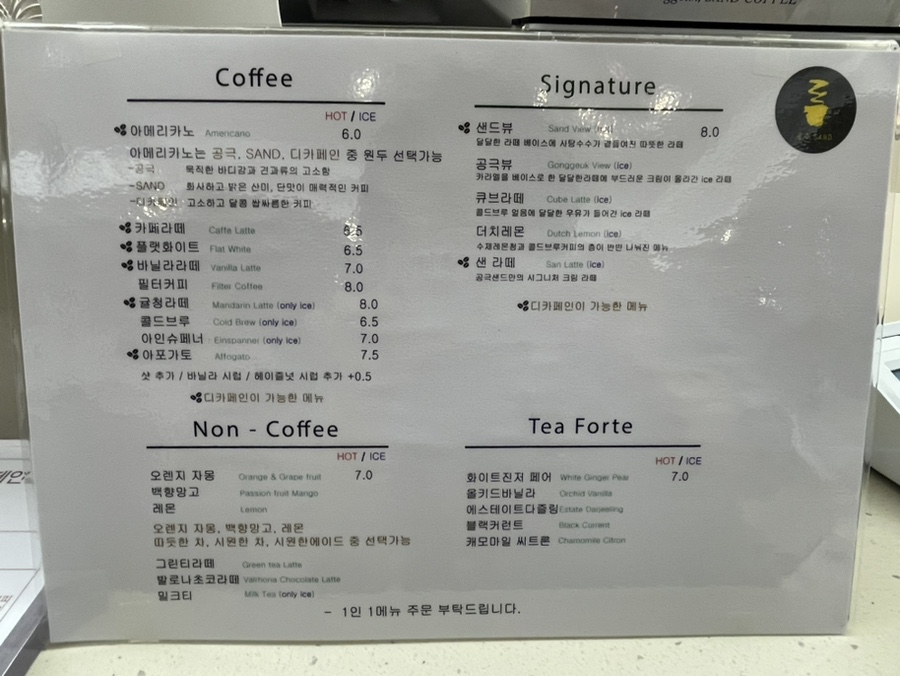 SAND COFFEE
Coffee
HOT / ICE
아메리카노 Americano 6.0
아메리카노는 공극, SAND, 디카페인 중 원두 선택가능
-공극 묵직한 바디감과 견과류의 고소함
-SAND 화사하고 밝은 산미, 단맛이 매력적인 커피
-디카페인 고소하고 달콤 쌉싸름한 커피
카페라떼 Caffe Latte 6.5
플랫화이트 Flat White 6.5
바닐라라떼 Vanilla Latte 7.0
필터커피 Filter Coffee 8.0
귤청라떼 Mandarin Latte (only ice) 8.0
콜드브루 Cold Brew (only ice) 6.5
아인슈페너 Einspanner (only ice) 7.0
아포가토 Affogato 7.5
샷 추가 / 바닐라 시럽 / 헤이즐넛 시럽 추가 +0.5
디카페인이 가능한 메뉴
Signature
샌드뷰 Sand View (hot) 8.0
달달한 라떼 베이스에 사탕수수가 곁들여진 따뜻한 라떼
공극뷰 Gonggeuk View (ice)
카라멜을 베이스로 한 달달한라떼에 부드러운 크림이 올라간 ice 라떼
큐브라떼 Cube Latte (ice)
콜드브루 얼음에 달달한 우유가 들어간 ice 라떼
더치레몬 Dutch Lemon (ice)
수제레몬청과 콜드브루커피의 층이 반반 나눠진 메뉴
샌 라떼 San Latte (ice)
공극샌드만의 시그니처 크림 라떼
디카페인이 가능한 메뉴
SAND
Non - Coffee
HOT / ICE
오렌지 자몽 Orange & Grape fruit 7.0
백향망고 Passion fruit Mango
레몬 Lemon
오렌지 자몽, 백향망고, 레몬
따뜻한 차, 시원한 차, 시원한에이드 중 선택가능
그린티라떼 Green tea Latte
발로나초코라떼 Valrhona Chocolate Latte
밀크티 Milk Tea (only ice)
Tea Forte
HOT / ICE
화이트진저 페어 White Ginger Pear 7.0
올키드바닐라 Orchid Vanilla
에스테이트다즐링 Estate Darjeeling
블랙커런트 Black Current
캐모마일 씨트론 Chamomile Citron
- 1인 1메뉴 주문 부탁드립니다.